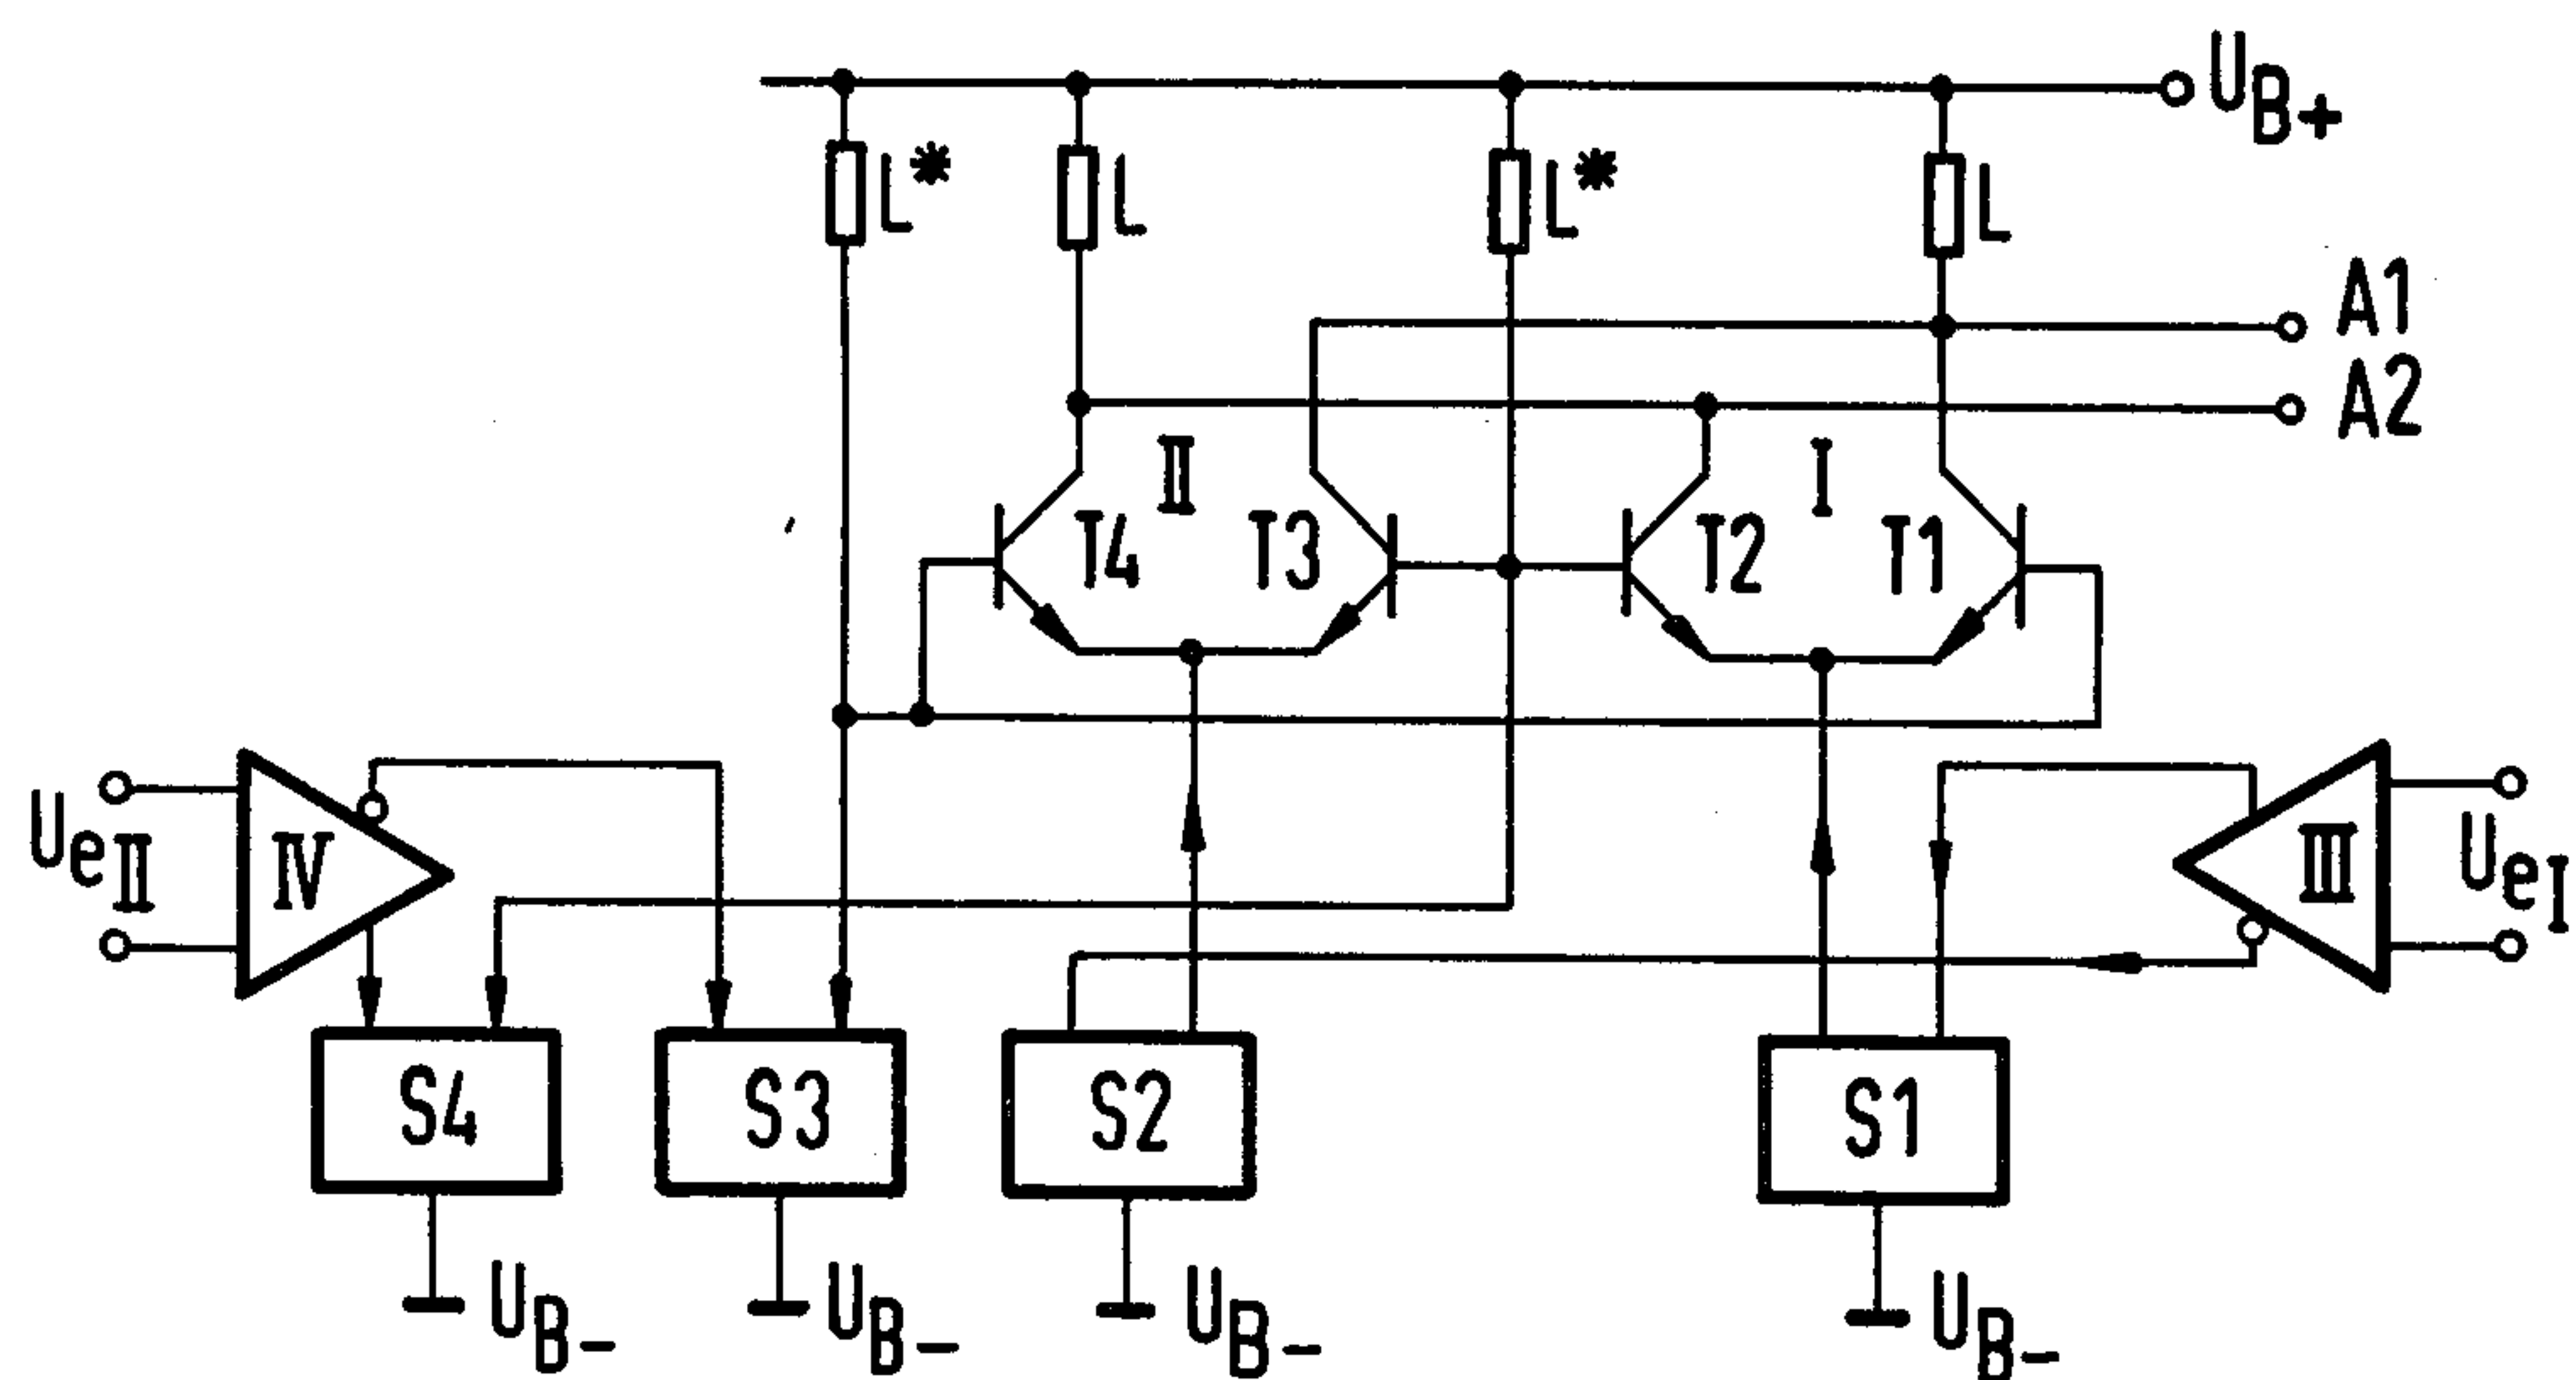 U_B+
L* L L* L
A1
A2
II I
T4 T3 T2 T1
U_eII IV III U_eI
S4 S3 S2 S1
U_B- U_B- U_B- U_B-